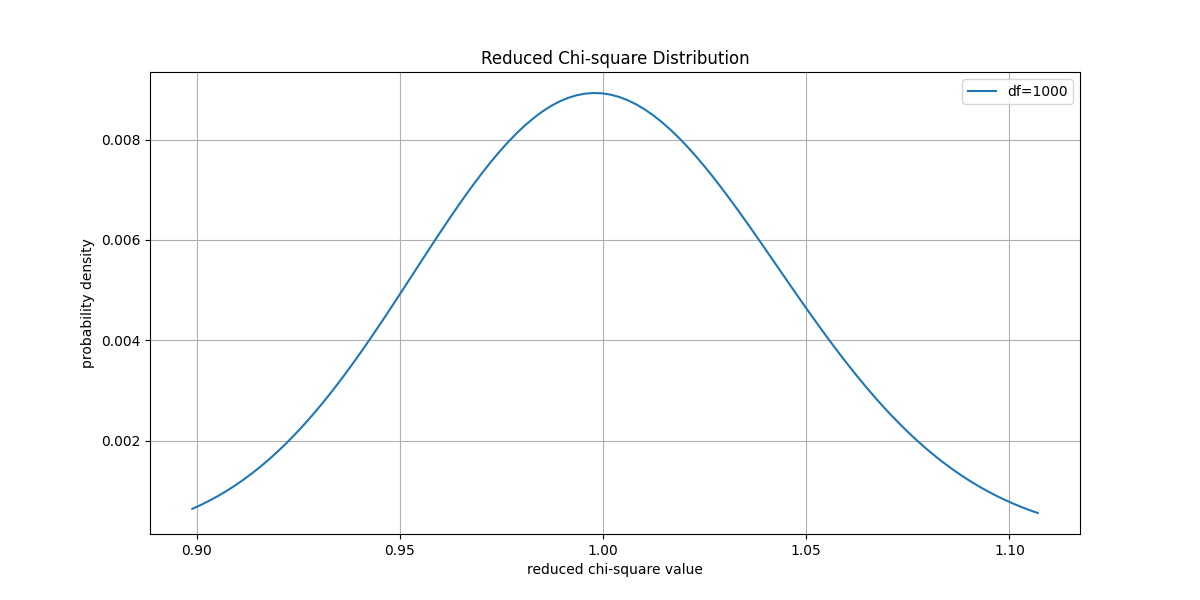 Reduced Chi-square Distribution
df=1000
probability density
0.008
0.006
0.004
0.002
0.90 0.95 1.00 1.05 1.10
reduced chi-square value